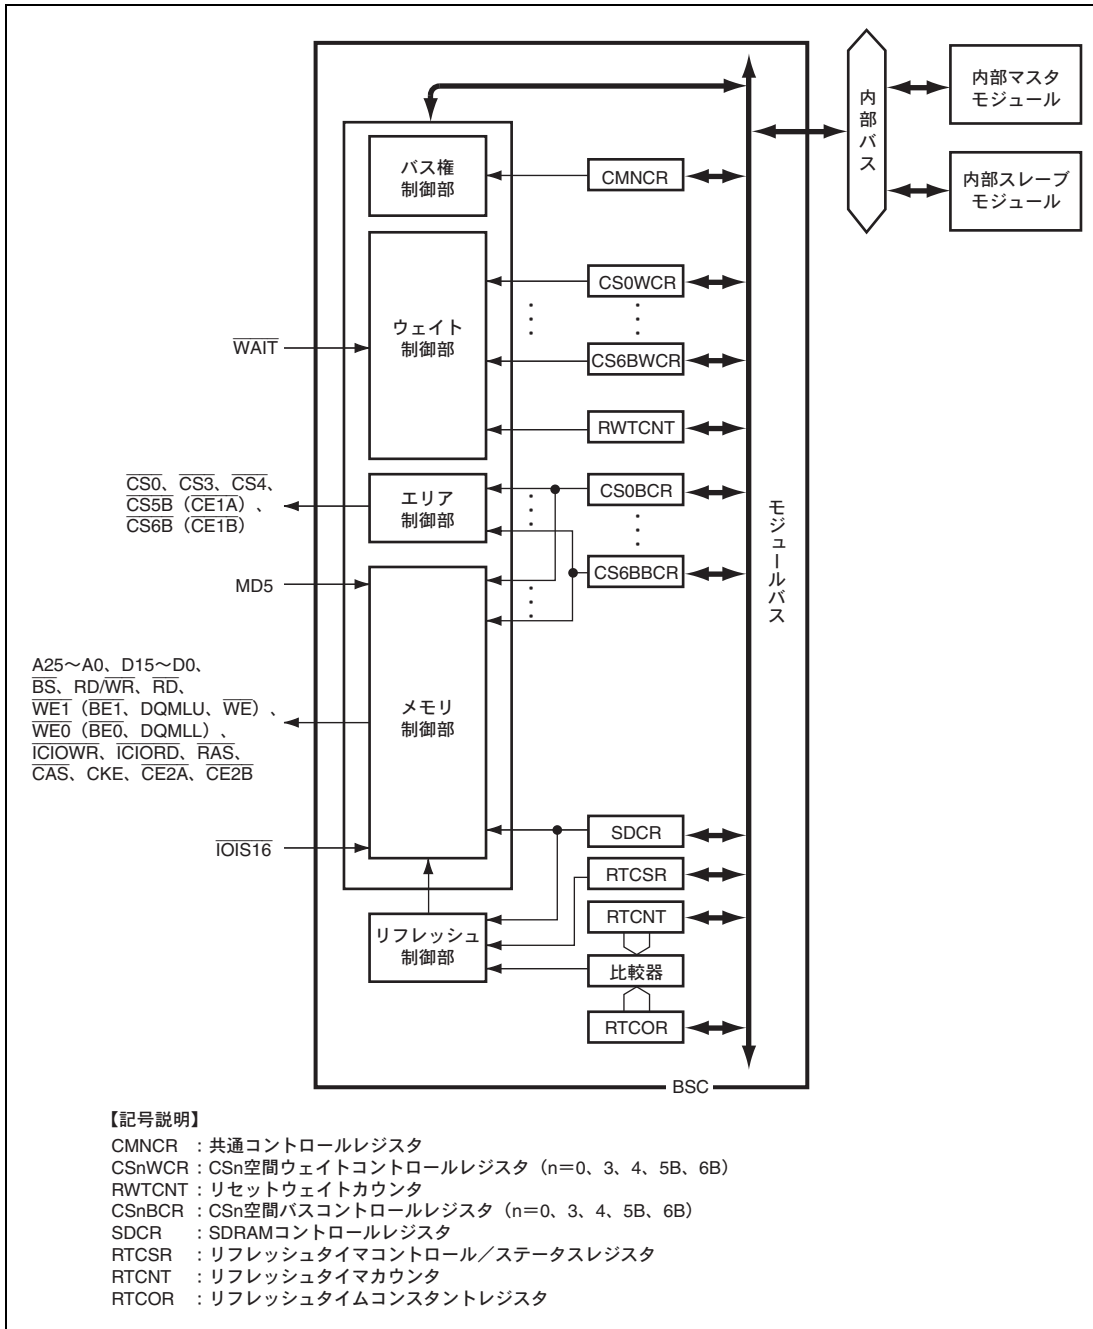 内部マスタ
モジュール
内部バス
内部スレーブ
モジュール
バス権
制御部
CMNCR
ウェイト
制御部
CS0WCR
CS6BWCR
RWTCNT
WAIT
CS0、CS3、CS4、
CS5B（CE1A）、
CS6B（CE1B）
エリア
制御部
CS0BCR
CS6BBCR
モジュールバス
MD5
A25～A0、D15～D0、
BS、RD/WR、RD、
WE1（BE1、DQMLU、WE）、
WE0（BE0、DQMLL）、
ICIOWR、ICIORD、RAS、
CAS、CKE、CE2A、CE2B
メモリ
制御部
IOIS16
SDCR
RTCSR
RTCNT
リフレッシュ
制御部
比較器
RTCOR
BSC
【記号説明】
CMNCR ：共通コントロールレジスタ
CSnWCR：CSn空間ウェイトコントロールレジスタ（n＝0、3、4、5B、6B）
RWTCNT：リセットウェイトカウンタ
CSnBCR：CSn空間バスコントロールレジスタ（n＝0、3、4、5B、6B）
SDCR ：SDRAMコントロールレジスタ
RTCSR ：リフレッシュタイマコントロール／ステータスレジスタ
RTCNT ：リフレッシュタイマカウンタ
RTCOR ：リフレッシュタイムコンスタントレジスタ